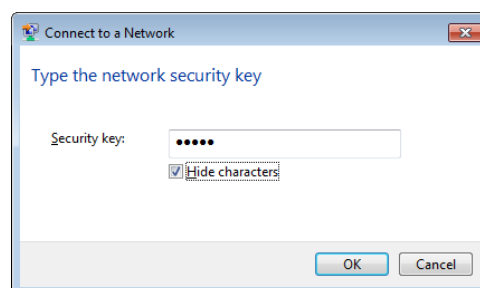 Connect to a Network
Type the network security key
Security key: •••••
Hide characters
OK Cancel